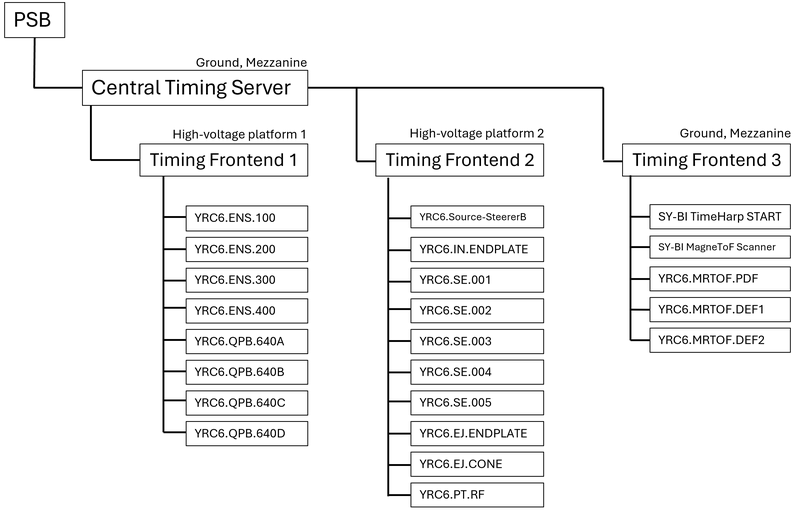 PSB
Ground, Mezzanine
Central Timing Server
High-voltage platform 1
Timing Frontend 1
YRC6.ENS.100
YRC6.ENS.200
YRC6.ENS.300
YRC6.ENS.400
YRC6.QPB.640A
YRC6.QPB.640B
YRC6.QPB.640C
YRC6.QPB.640D
High-voltage platform 2
Timing Frontend 2
YRC6.Source-SteererB
YRC6.IN.ENDPLATE
YRC6.SE.001
YRC6.SE.002
YRC6.SE.003
YRC6.SE.004
YRC6.SE.005
YRC6.EJ.ENDPLATE
YRC6.EJ.CONE
YRC6.PT.RF
Ground, Mezzanine
Timing Frontend 3
SY-BI TimeHarp START
SY-BI MagneToF Scanner
YRC6.MRTOF.PDF
YRC6.MRTOF.DEF1
YRC6.MRTOF.DEF2